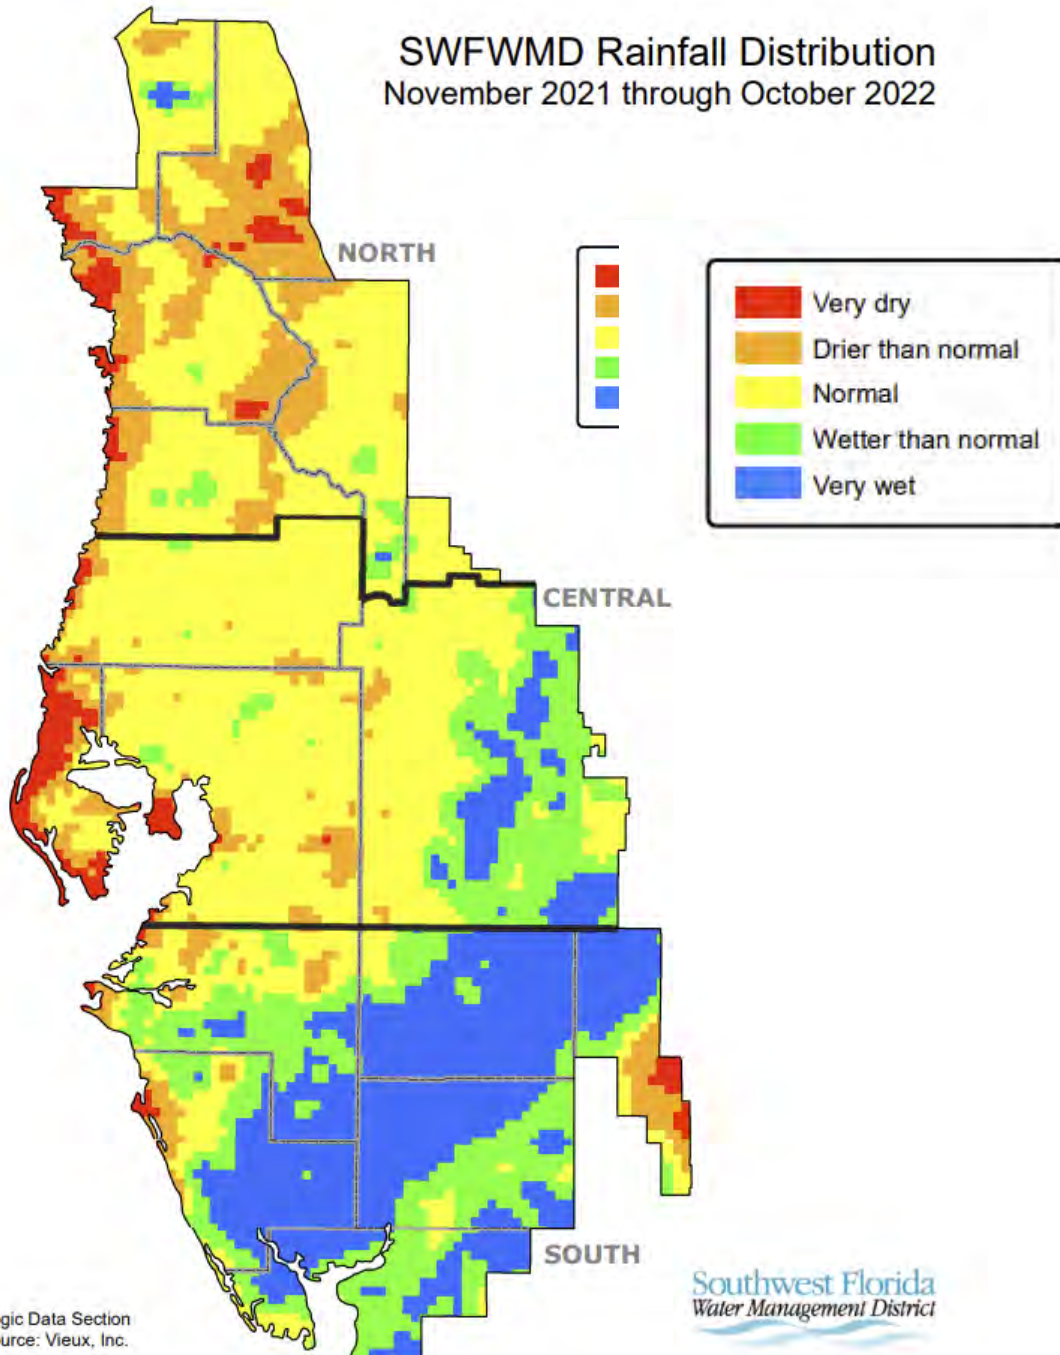 SWFWMD Rainfall Distribution
November 2021 through October 2022
NORTH
Very dry
Drier than normal
Normal
Wetter than normal
Very wet
CENTRAL
SOUTH
Southwest Florida
Water Management District
gic Data Section
urce: Vieux, Inc.